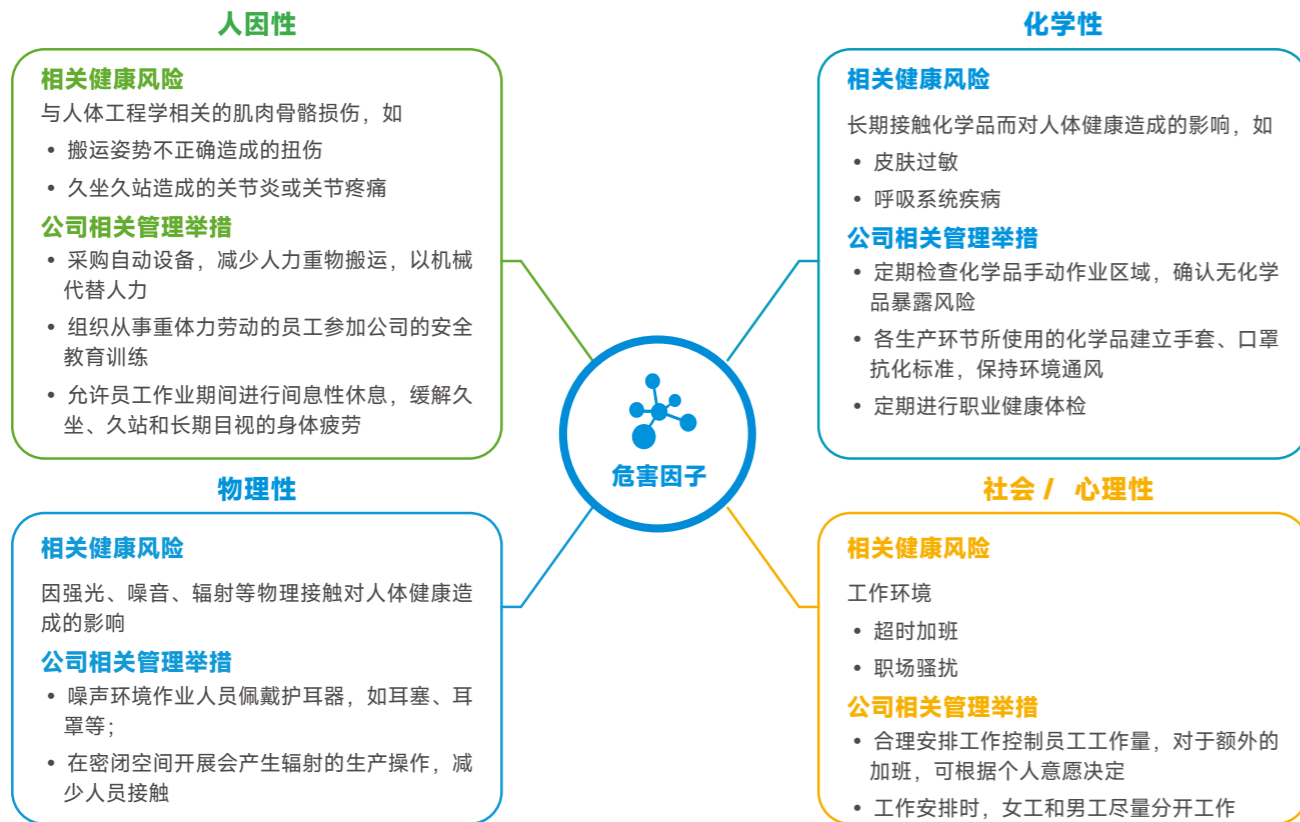 人因性
相关健康风险
与人体工程学相关的肌肉骨骼损伤，如
• 搬运姿势不正确造成的扭伤
• 久坐久站造成的关节炎或关节疼痛
公司相关管理举措
• 采购自动设备，减少人力重物搬运，以机械
代替人力
• 组织从事重体力劳动的员工参加公司的安全
教育训练
• 允许员工作业期间进行间息性休息，缓解久
坐、久站和长期目视的身体疲劳
化学性
相关健康风险
长期接触化学品而对人体健康造成的影响，如
• 皮肤过敏
• 呼吸系统疾病
公司相关管理举措
• 定期检查化学品手动作业区域，确认无化学
品暴露风险
• 各生产环节所使用的化学品建立手套、口罩
抗化标准，保持环境通风
• 定期进行职业健康体检
危害因子
物理性
相关健康风险
因强光、噪音、辐射等物理接触对人体健康造
成的影响
公司相关管理举措
• 噪声环境作业人员佩戴护耳器，如耳塞、耳
罩等；
• 在密闭空间开展会产生辐射的生产操作，减
少人员接触
社会 / 心理性
相关健康风险
工作环境
• 超时加班
• 职场骚扰
公司相关管理举措
• 合理安排工作控制员工工作量，对于额外的
加班，可根据个人意愿决定
• 工作安排时，女工和男工尽量分开工作